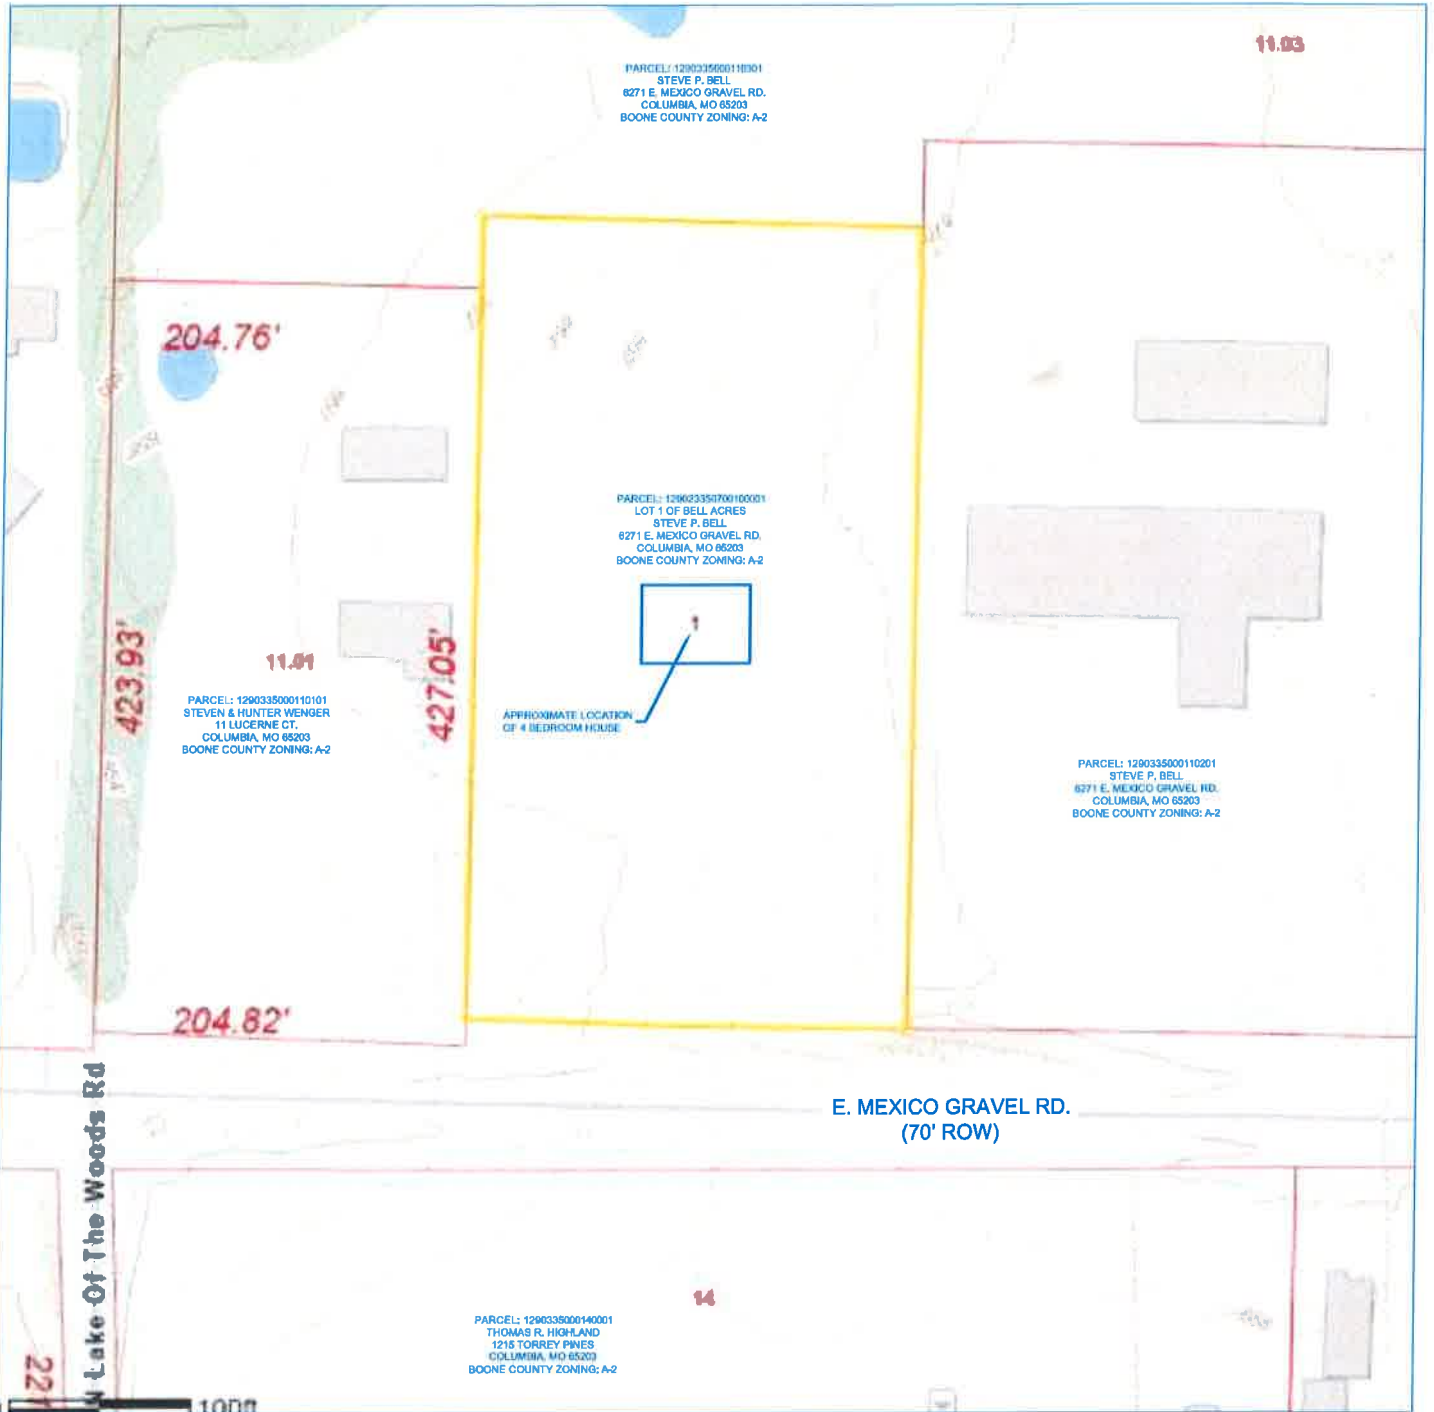 11.03
PARCEL: 1290335000110301
STEVE P. BELL
6271 E. MEXICO GRAVEL RD.
COLUMBIA, MO 65203
BOONE COUNTY ZONING: A-2
204.76'
PARCEL: 129023350700100001
LOT 1 OF BELL ACRES
STEVE P. BELL
6271 E. MEXICO GRAVEL RD.
COLUMBIA, MO 65203
BOONE COUNTY ZONING: A-2
1
423.93'
427.05'
11.01
PARCEL: 1290335000110101
STEVEN & HUNTER WENGER
11 LUCERNE CT.
COLUMBIA, MO 65203
BOONE COUNTY ZONING: A-2
APPROXIMATE LOCATION
OF 4 BEDROOM HOUSE
PARCEL: 1290335000110201
STEVE P. BELL
6271 E. MEXICO GRAVEL RD.
COLUMBIA, MO 65203
BOONE COUNTY ZONING: A-2
204.82'
E. MEXICO GRAVEL RD.
(70' ROW)
N Lake Of The Woods Rd
14
PARCEL: 1290335000140001
THOMAS R. HIGHLAND
1215 TORREY PINES
COLUMBIA, MO 65203
BOONE COUNTY ZONING: A-2
221
100ft